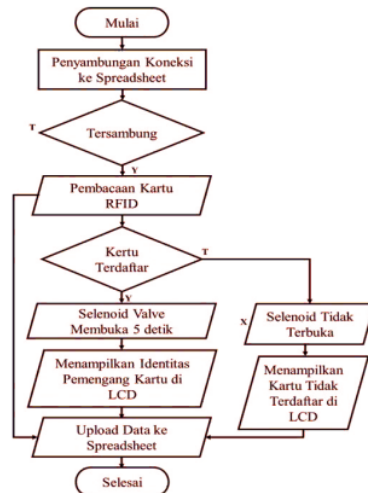 Mulai
Penyambungan Koneksi
ke Spreadsheet
T
Tersambung
Y
Pembacaan Kartu
RFID
Kertu
Terdaftar
T
Y
Selenoid Valve
Membuka 5 detik
X
Selenoid Tidak
Terbuka
Menampilkan Identitas
Pemengang Kartu di
LCD
Menampilkan
Kartu Tidak
Terdaftar di
LCD
Upload Data ke
Spreadsheet
Selesai